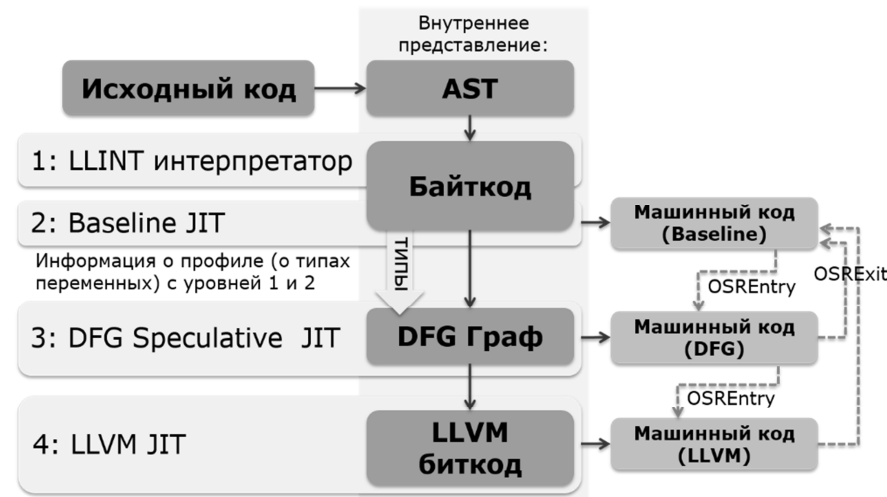 Внутреннее
представление:
Исходный код
AST
1: LLINT интерпретатор
Байткод
2: Baseline JIT
Машинный код
(Baseline)
Информация о профиле (о типах
переменных) с уровней 1 и 2
ТИПЫ
OSREntry
OSRExit
3: DFG Speculative JIT
DFG Граф
Машинный код
(DFG)
OSREntry
4: LLVM JIT
LLVM
биткод
Машинный код
(LLVM)